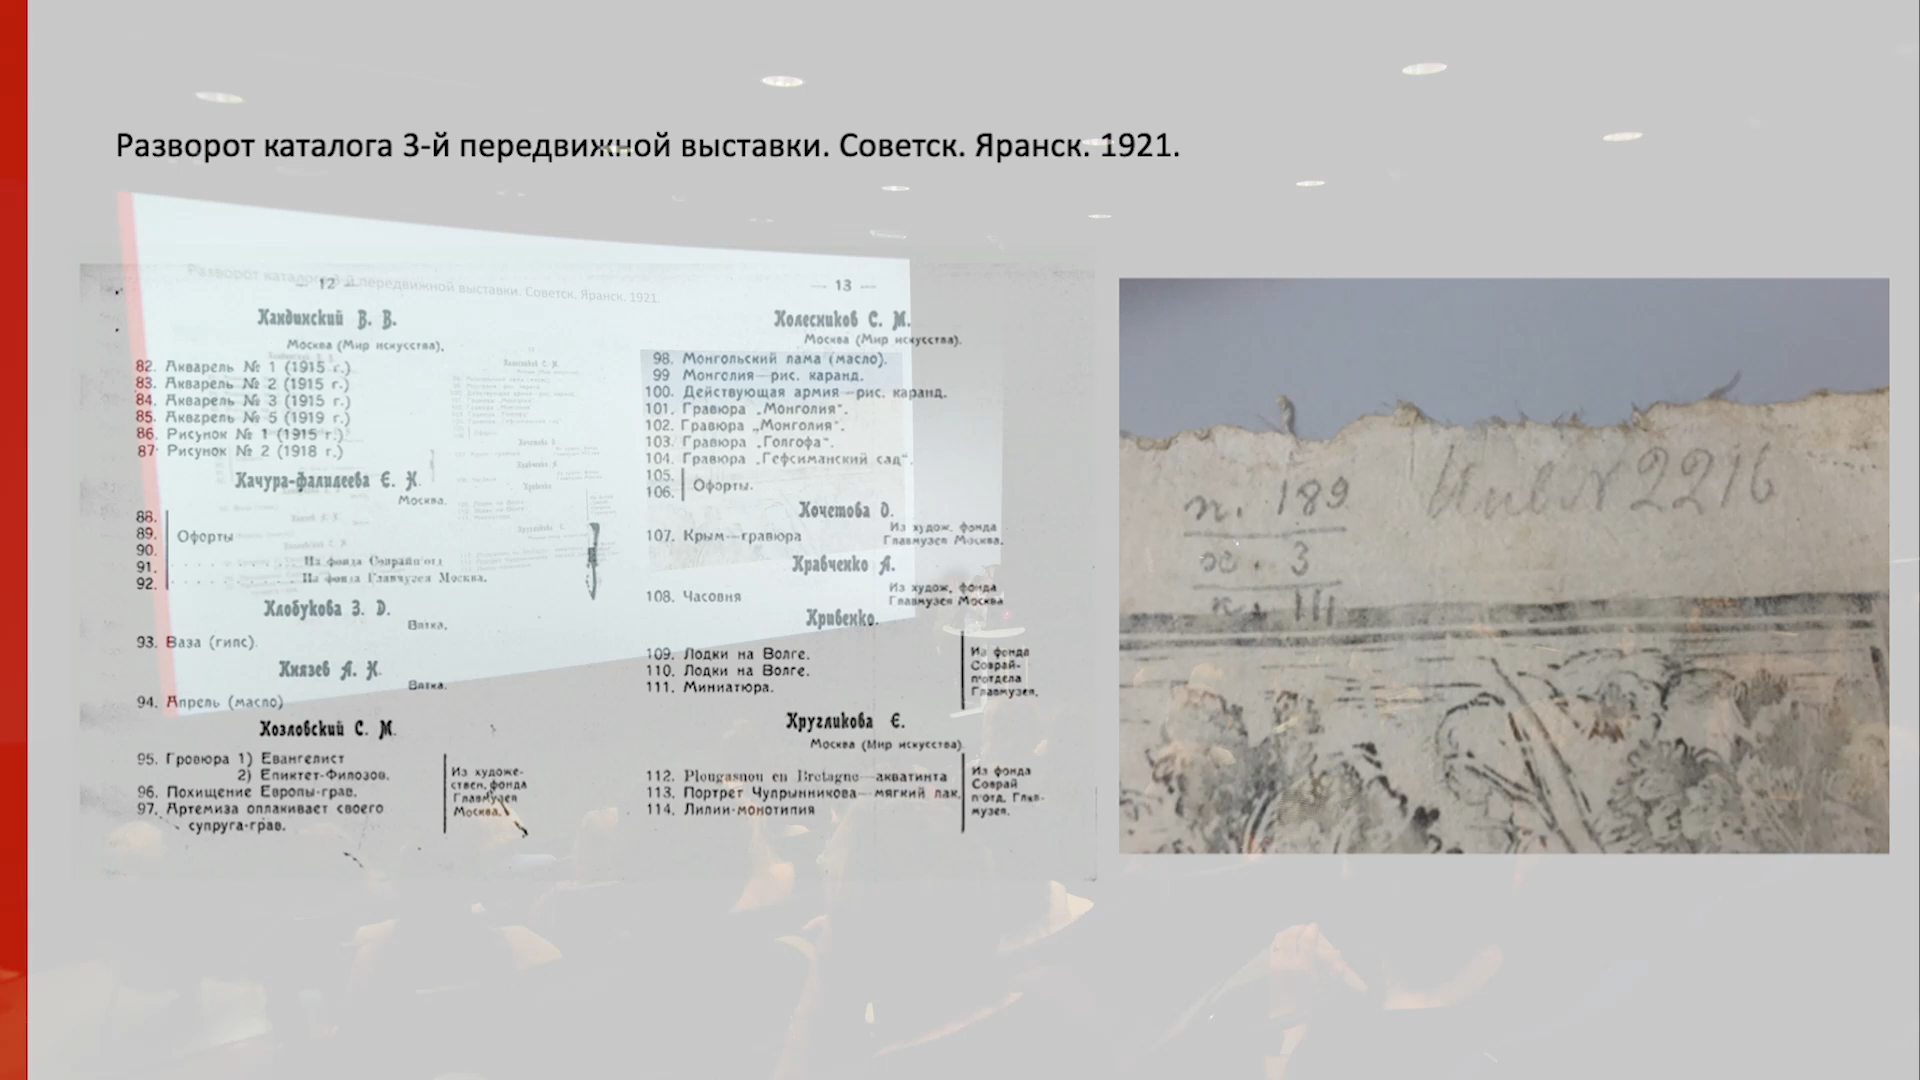 Разворот каталога 3-й передвижной выставки. Советск. Яранск. 1921.
— 12 —
Кандинский В. В.
Москва (Мир искусства),
82. Акварель № 1 (1915 г.)
83. Акварель № 2 (1915 г.)
84. Акварель № 3 (1915 г.)
85. Акварель № 5 (1919 г.)
86. Рисунок № 1 (1915 г.)
87. Рисунок № 2 (1918 г.)
Качура-фалилеева Є. Н.
Москва.
88.
89. Офорты
90.
91. Из фонда
92. Из фонда Главмузея Москва.
Клобукова З. D.
Вятка.
93. Ваза (гипс).
Князев А. Н.
Вятка.
94. Апрель (масло)
Козловский С. М.
95. Гровюра 1) Евангелист
2) Епиктет-Филозов.
96. Похищение Европы-грав.
97. Артемиза оплакивает своего
супруга-грав.
Из художе-
ствен. фонда
Главмузея
Москва.
— 13 —
Колесников С. М.
Москва (Мир искусства).
98. Монгольский лама (масло).
99 Монголия—рис. каранд.
100. Действующая армия—рис. каранд.
101. Гравюра „Монголия“.
102. Гравюра „Монголия“.
103. Гравюра „Голгофа“.
104. Гравюра „Гефсиманский сад“.
105.
106. Офорты.
Кочетова D.
107. Крым—гравюра
Из худож. фонда
Главмузея Москва.
Кравченко А.
108. Часовня
Из худож. фонда
Главмузея Москва
Кривенко.
109. Лодки на Волге.
110. Лодки на Волге.
111. Миниатюра.
Из фонда
Соврай-
п'отдела
Главмузея.
Кругликова Є.
Москва (Мир искусства)
112. Plougasnou en Bretagne—акватинта
113. Портрет Чупрынникова—мягкий лак.
114. Лилии-монотипия
Из фонда
Соврай
п'отд. Глав-
музея.
Инв N 2216
п. 189
ж. 3
к. III